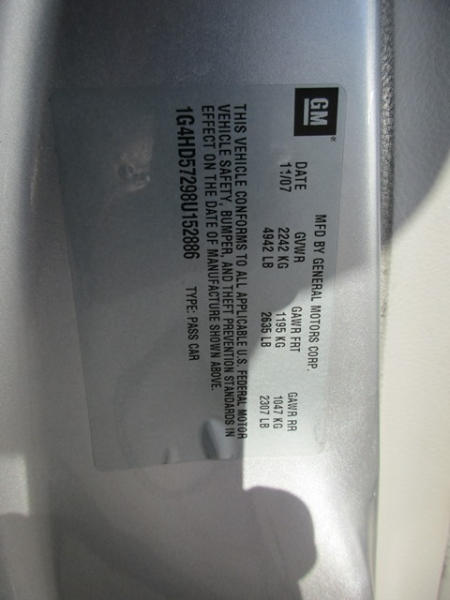 GM
MFD BY GENERAL MOTORS CORP.
DATE GVWR GAWR FRT GAWR RR
11/07 2242 KG 1195 KG 1047 KG
4942 LB 2635 LB 2307 LB
THIS VEHICLE CONFORMS TO ALL APPLICABLE U.S. FEDERAL MOTOR
VEHICLE SAFETY, BUMPER, AND THEFT PREVENTION STANDARDS IN
EFFECT ON THE DATE OF MANUFACTURE SHOWN ABOVE.
1G4HD57298U152886 TYPE: PASS CAR